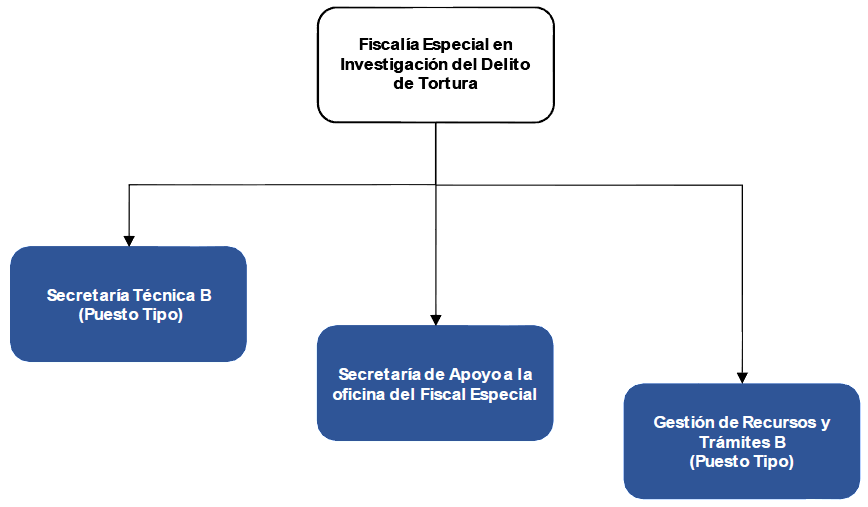 Fiscalía Especial en
Investigación del Delito
de Tortura
Secretaría Técnica B
(Puesto Tipo)
Secretaría de Apoyo a la
oficina del Fiscal Especial
Gestión de Recursos y
Trámites B
(Puesto Tipo)